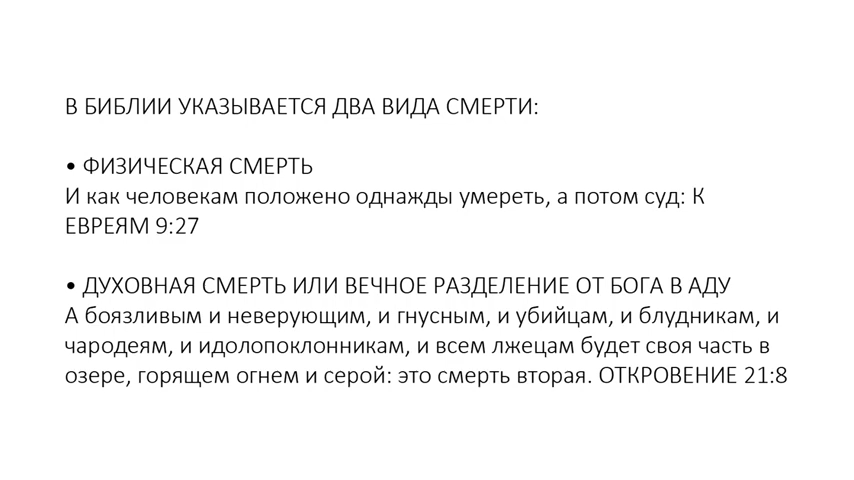 В БИБЛИИ УКАЗЫВАЕТСЯ ДВА ВИДА СМЕРТИ:
• ФИЗИЧЕСКАЯ СМЕРТЬ
И как человекам положено однажды умереть, а потом суд: К
ЕВРЕЯМ 9:27
• ДУХОВНАЯ СМЕРТЬ ИЛИ ВЕЧНОЕ РАЗДЕЛЕНИЕ ОТ БОГА В АДУ
А боязливым и неверующим, и гнусным, и убийцам, и блудникам, и
чародеям, и идолопоклонникам, и всем лжецам будет своя часть в
озере, горящем огнем и серой: это смерть вторая. ОТКРОВЕНИЕ 21:8